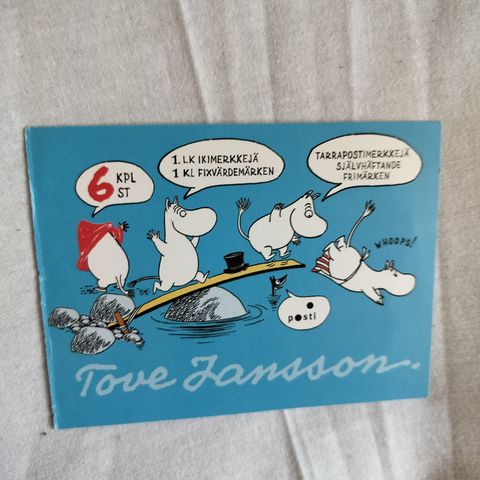 6 KPL
ST
1. LK IKIMERKKEJÄ
1 KL FIXVÄRDEMÄRKEN
TARRAPOSTIMERKKEJÄ
SJÄLVHÄFTANDE
FRIMÄRKEN
WHOOPS!
posti
Tove Jansson.